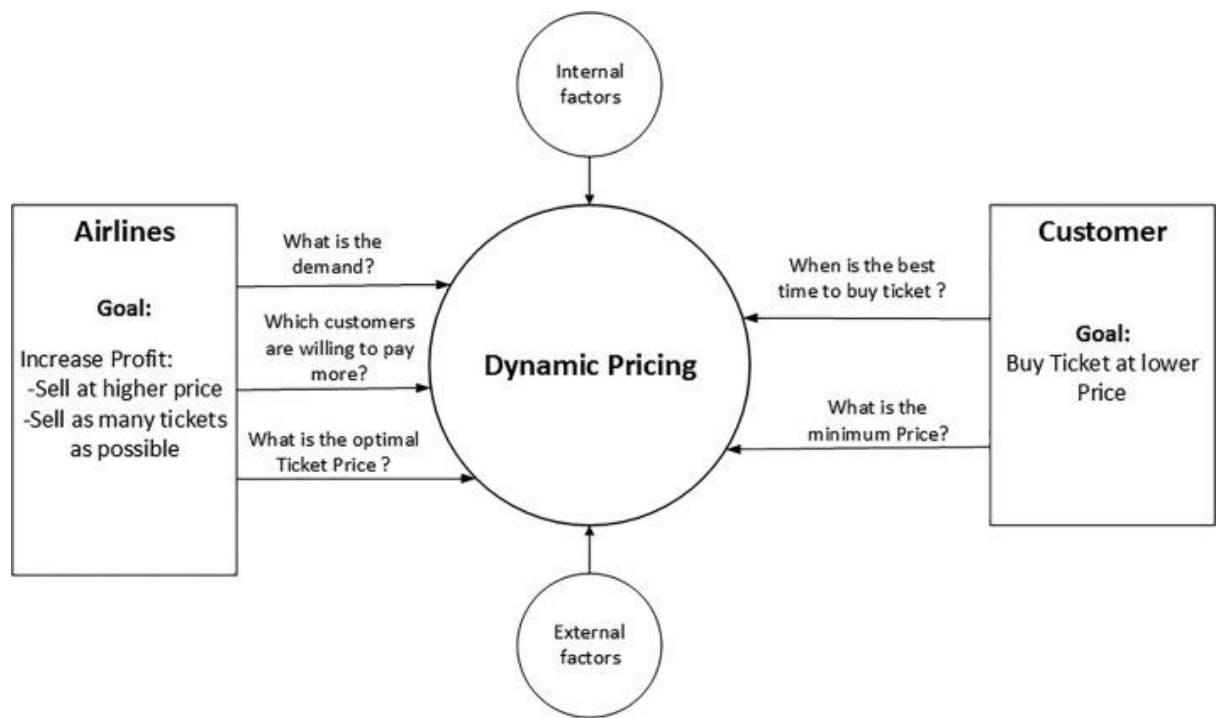 Internal
factors
Airlines
Goal:
Increase Profit:
-Sell at higher price
-Sell as many tickets
as possible
What is the
demand?
Which customers
are willing to pay
more?
What is the optimal
Ticket Price ?
Dynamic Pricing
When is the best
time to buy ticket ?
What is the
minimum Price?
Customer
Goal:
Buy Ticket at lower
Price
External
factors